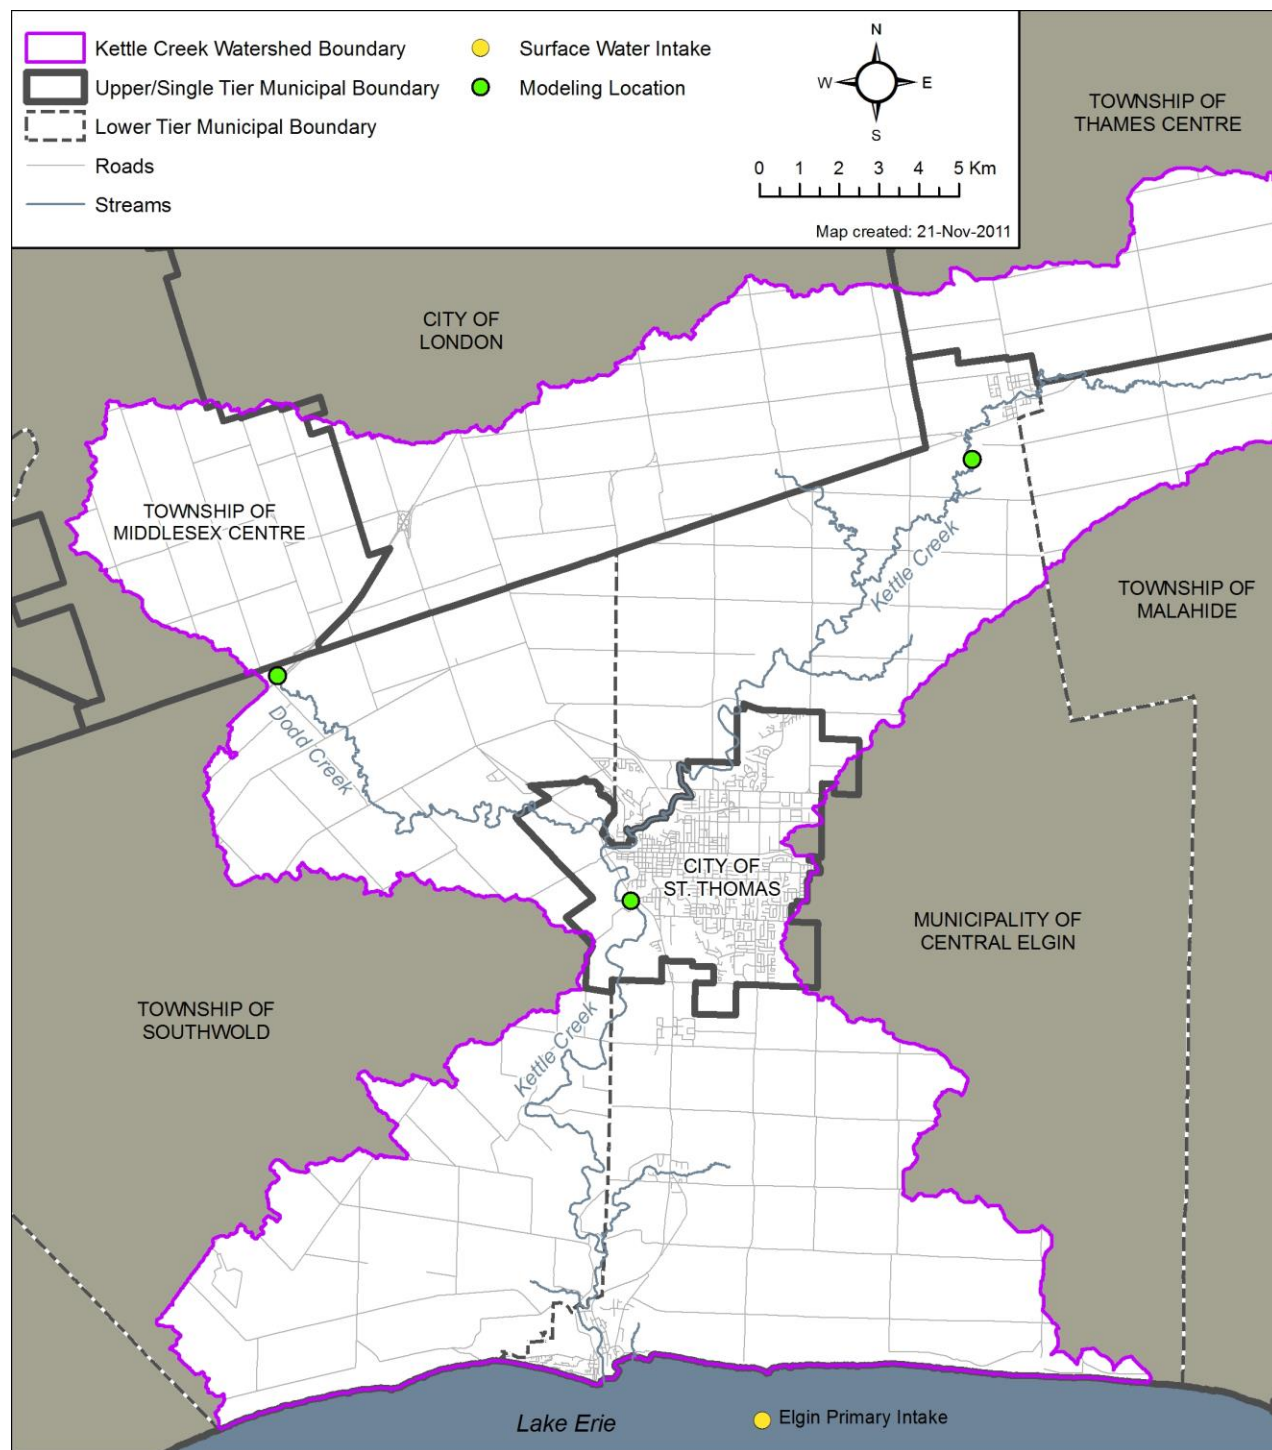 Kettle Creek Watershed Boundary
Upper/Single Tier Municipal Boundary
Lower Tier Municipal Boundary
Roads
Streams
Surface Water Intake
Modeling Location
N
W
E
S
0 1 2 3 4 5 Km
Map created: 21-Nov-2011
TOWNSHIP OF
THAMES CENTRE
CITY OF
LONDON
TOWNSHIP OF
MIDDLESEX CENTRE
Kettle Creek
TOWNSHIP OF
MALAHIDE
Dodd Creek
CITY OF
ST. THOMAS
MUNICIPALITY OF
CENTRAL ELGIN
TOWNSHIP OF
SOUTHWOLD
Kettle Creek
Lake Erie
Elgin Primary Intake